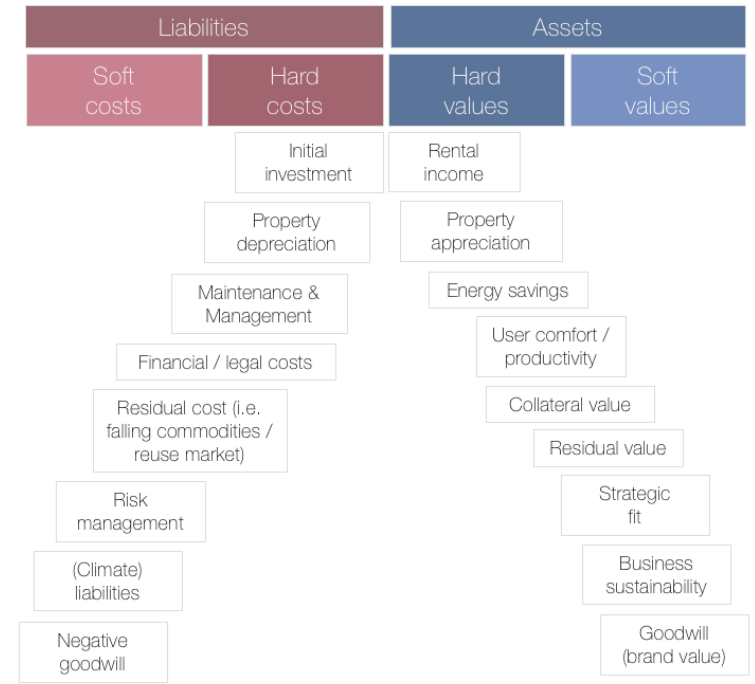 Liabilities
Assets
Soft
costs
Hard
costs
Hard
values
Soft
values
Initial
investment
Rental
income
Property
depreciation
Property
appreciation
Maintenance &
Management
Energy savings
User comfort /
productivity
Financial / legal costs
Residual cost (i.e.
falling commodities /
reuse market)
Collateral value
Residual value
Risk
management
Strategic
fit
(Climate)
liabilities
Business
sustainability
Negative
goodwill
Goodwill
(brand value)